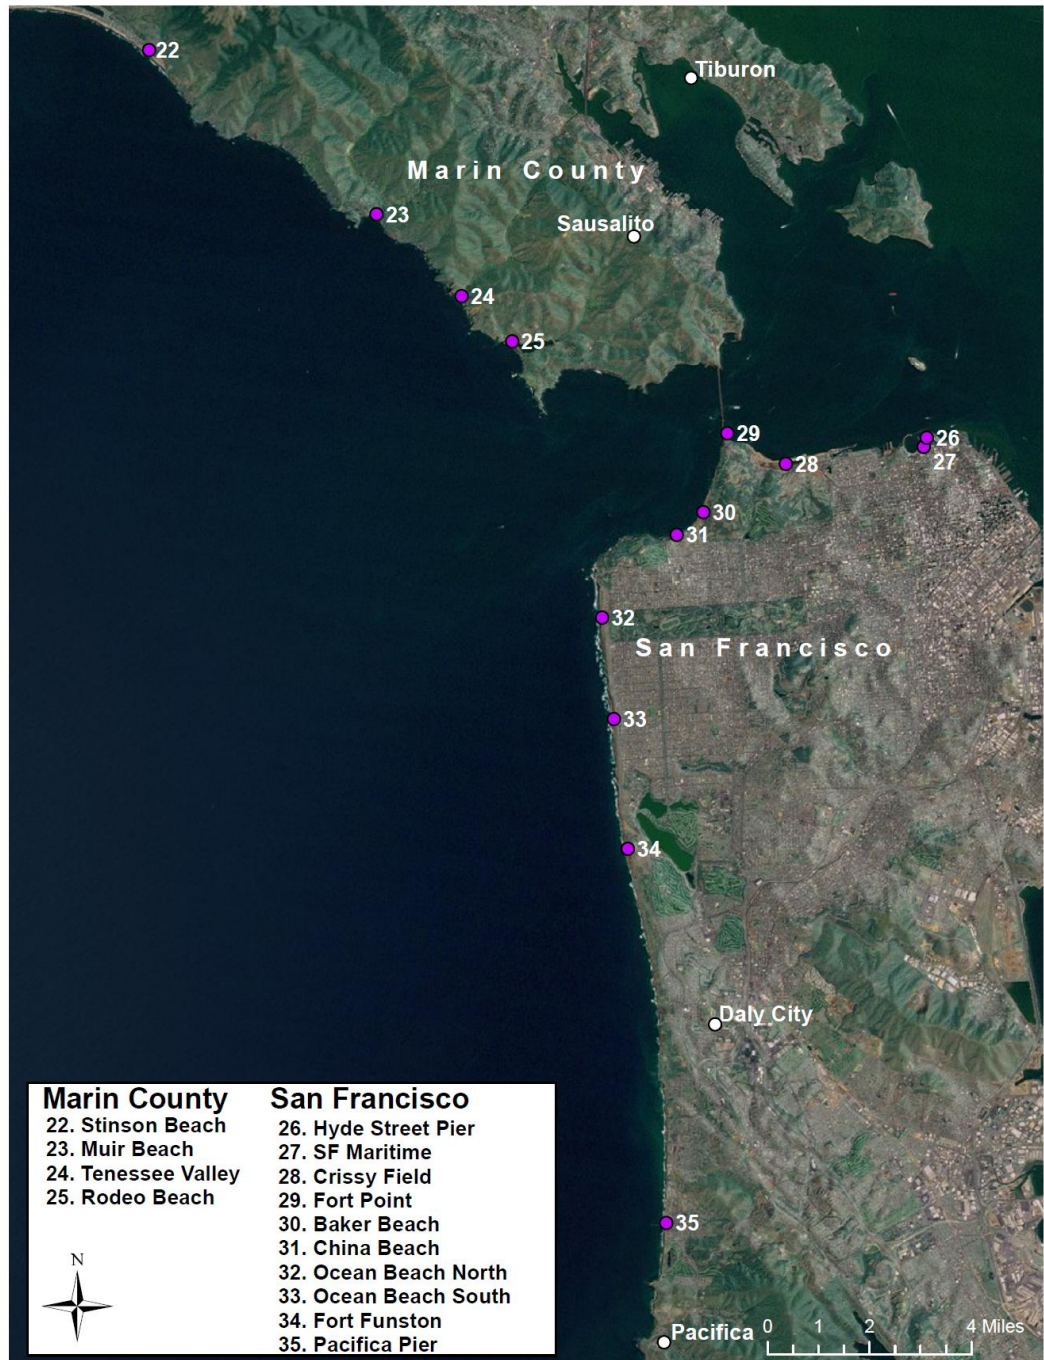 22
Tiburon
Marin County
23
Sausalito
24
25
29
26
28
27
30
31
32
San Francisco
33
34
Daly City
35
Pacifica
0 1 2 4 Miles
Marin County
22. Stinson Beach
23. Muir Beach
24. Tenessee Valley
25. Rodeo Beach
San Francisco
26. Hyde Street Pier
27. SF Maritime
28. Crissy Field
29. Fort Point
30. Baker Beach
31. China Beach
32. Ocean Beach North
33. Ocean Beach South
34. Fort Funston
35. Pacifica Pier
N